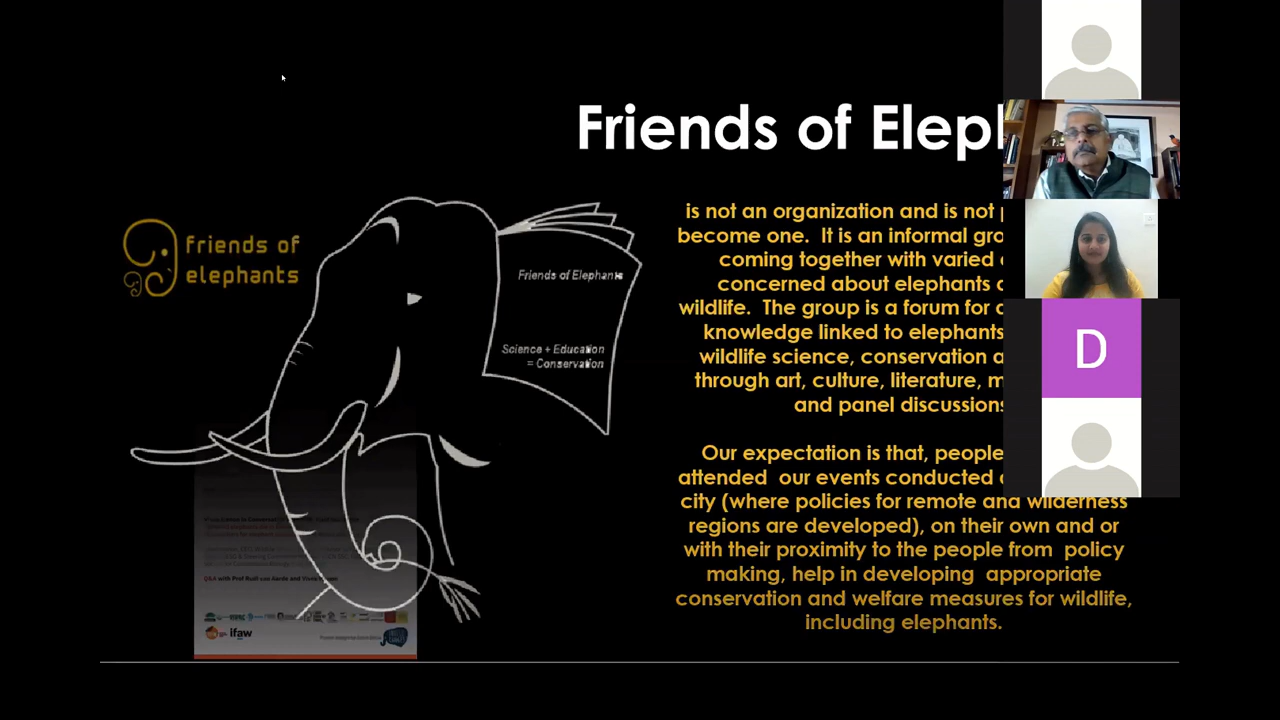 Friends of Elep
is not an organization and is not
become one. It is an informal
coming together with varied
concerned about elephants
wildlife. The group is a forum for
knowledge linked to elephants
wildlife science, conservation
through art, culture, literature,
and panel discussions
Our expectation is that, people
attended our events conducted
city (where policies for remote and wilderness
regions are developed), on their own and or
with their proximity to the people from policy
making, help in developing appropriate
conservation and welfare measures for wildlife,
including elephants.
friends of
elephants
Friends of Elephants
Science + Education
= Conservation
D
ifaw